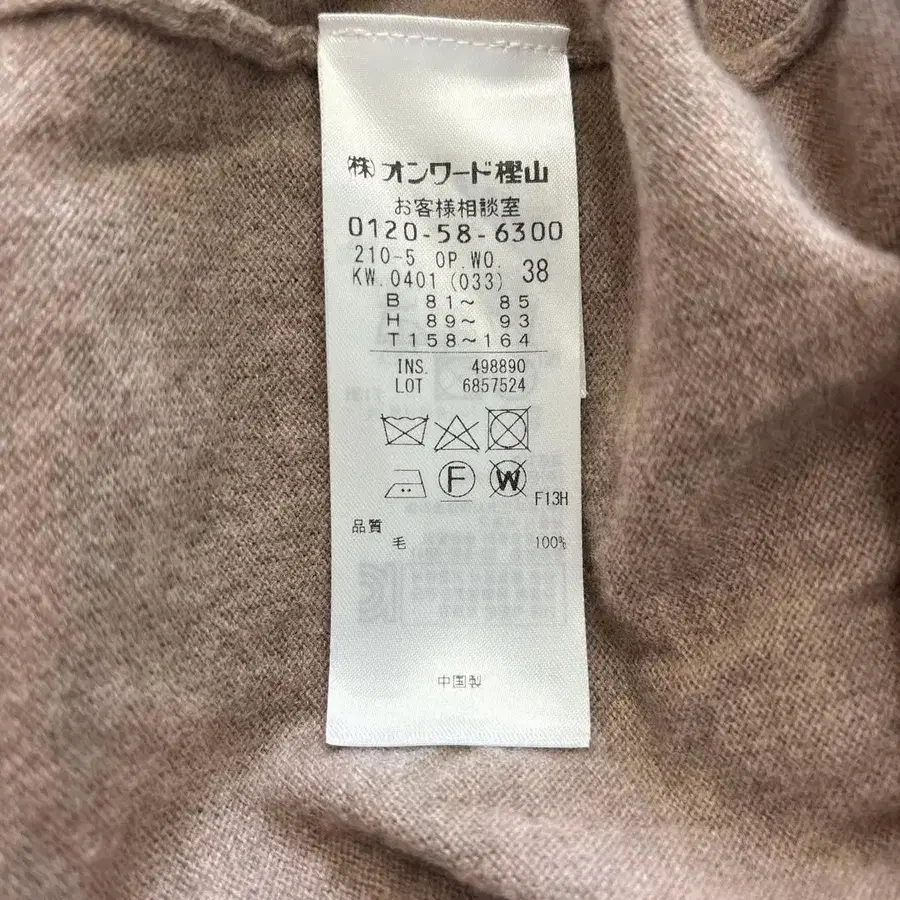 (株)オンワード樫山
お客様相談室
0120-58-6300
210-5 OP.WO.
KW.0401(033) 38
B 81～ 85
H 89～ 93
T158～164
INS. 498890
LOT 6857524
F W
F13H
品質
毛 100%
中国製